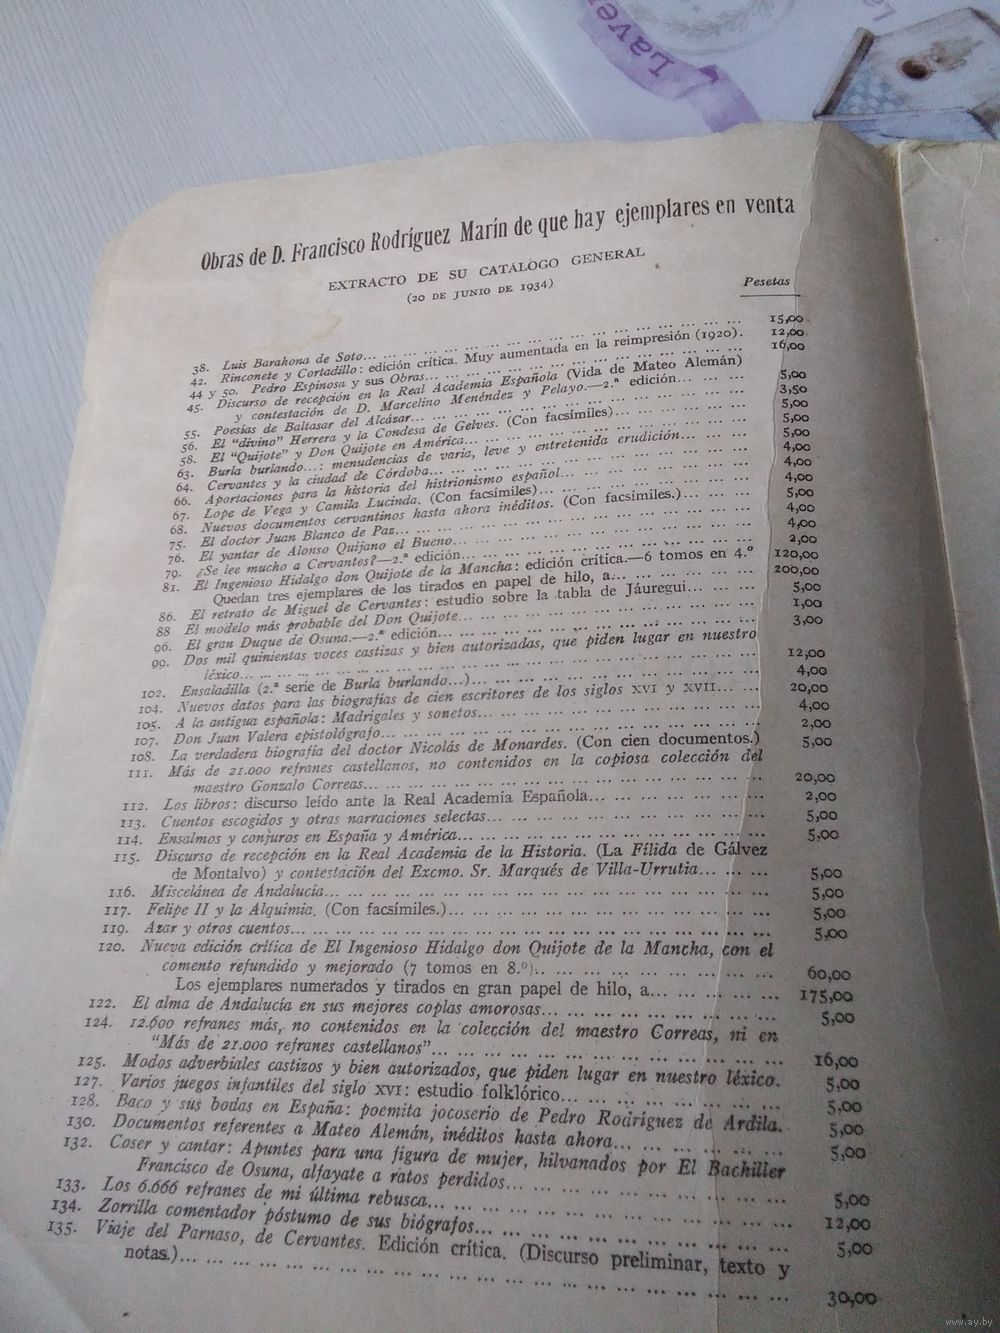 Lave
Obras de D. Francisco Rodríguez Marín de que hay ejemplares en venta
EXTRACTO DE SU CATÁLOGO GENERAL
(20 DE JUNIO DE 1934)
Pesetas
38. Luis Barahona de Soto... 15,00
42. Rinconete y Cortadillo: edición crítica. Muy aumentada en la reimpresión (1920). 12,00
44 y 50. Pedro Espinosa y sus Obras... 16,00
45. Discurso de recepción en la Real Academia Española (Vida de Mateo Alemán)
y contestación de D. Marcelino Menéndez y Pelayo.—2.ª edición... 5,00
55. Poesías de Baltasar del Alcázar... 3,50
56. El "divino" Herrera y la Condesa de Gelves. (Con facsímiles)... 5,00
58. El "Quijote" y Don Quijote en América... 5,00
63. Burla burlando...: menudencias de varia, leve y entretenida erudición... 5,00
64. Cervantes y la ciudad de Córdoba... 4,00
66. Aportaciones para la historia del histrionismo español... 4,00
67. Lope de Vega y Camila Lucinda. (Con facsímiles)... 4,00
68. Nuevos documentos cervantinos hasta ahora inéditos. (Con facsímiles.)... 5,00
75. El doctor Juan Blanco de Paz... 4,00
76. El yantar de Alonso Quijano el Bueno... 4,00
79. ¿Se lee mucho a Cervantes?—2.ª edición... 2,00
81. El Ingenioso Hidalgo don Quijote de la Mancha: edición crítica.—6 tomos en 4.º 120,00
Quedan tres ejemplares de los tirados en papel de hilo, a... 200,00
86. El retrato de Miguel de Cervantes: estudio sobre la tabla de Jáuregui... 5,00
88 El modelo más probable del Don Quijote... 1,00
96. El gran Duque de Osuna.—2.ª edición... 3,00
99. Dos mil quinientas voces castizas y bien autorizadas, que piden lugar en nuestro
léxico... 12,00
102. Ensaladilla (2.ª serie de Burla burlando...)... 4,00
104. Nuevos datos para las biografías de cien escritores de los siglos XVI y XVII... 20,00
105. A la antigua española: Madrigales y sonetos... 4,00
107. Don Juan Valera epistológrafo... 2,00
108. La verdadera biografía del doctor Nicolás de Monardes. (Con cien documentos.) 5,00
111. Más de 21.000 refranes castellanos, no contenidos en la copiosa colección del
maestro Gonzalo Correas... 20,00
112. Los libros: discurso leído ante la Real Academia Española... 2,00
113. Cuentos escogidos y otras narraciones selectas... 5,00
114. Ensalmos y conjuros en España y América... 5,00
115. Discurso de recepción en la Real Academia de la Historia. (La Fílida de Gálvez
de Montalvo) y contestación del Excmo. Sr. Marqués de Villa-Urrutia... 5,00
116. Miscelánea de Andalucía... 5,00
117. Felipe II y la Alquimia. (Con facsímiles.)... 5,00
119. Azar y otros cuentos... 5,00
120. Nueva edición crítica de El Ingenioso Hidalgo don Quijote de la Mancha, con el
comento refundido y mejorado (7 tomos en 8.º)... 60,00
Los ejemplares numerados y tirados en gran papel de hilo, a... 175,00
122. El alma de Andalucía en sus mejores coplas amorosas... 5,00
124. 12.600 refranes más, no contenidos en la colección del maestro Correas, ni en
"Más de 21.000 refranes castellanos"... 16,00
125. Modos adverbiales castizos y bien autorizados, que piden lugar en nuestro léxico. 5,00
127. Varios juegos infantiles del siglo XVI: estudio folklórico... 5,00
128. Baco y sus bodas en España: poemita jocoserio de Pedro Rodríguez de Ardila. 5,00
130. Documentos referentes a Mateo Alemán, inéditos hasta ahora... 5,00
132. Coser y cantar: Apuntes para una figura de mujer, hilvanados por El Bachiller
Francisco de Osuna, alfayate a ratos perdidos... 5,00
133. Los 6.666 refranes de mi última rebusca... 12,00
134. Zorrilla comentador póstumo de sus biógrafos... 5,00
135. Viaje del Parnaso, de Cervantes. Edición crítica. (Discurso preliminar, texto y
notas.)... 30,00
www.ay.by